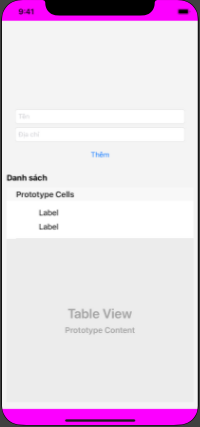 9:41
Tên
Địa chỉ
Thêm
Danh sách
Prototype Cells
Label
Label
Table View
Prototype Content